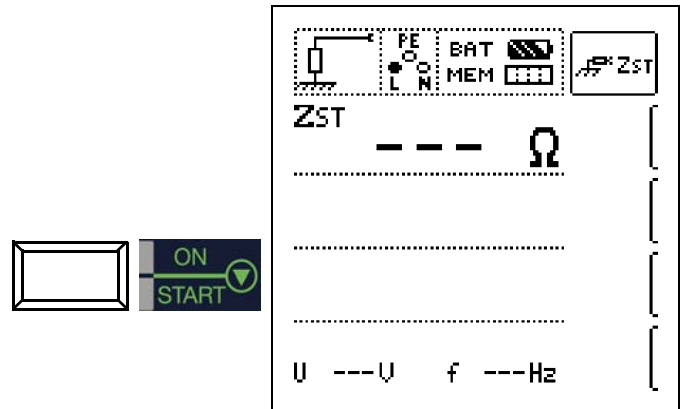 PE
BAT
L N MEM
ZST
ZST
--- Ω
ON
START
U ---V f ---Hz